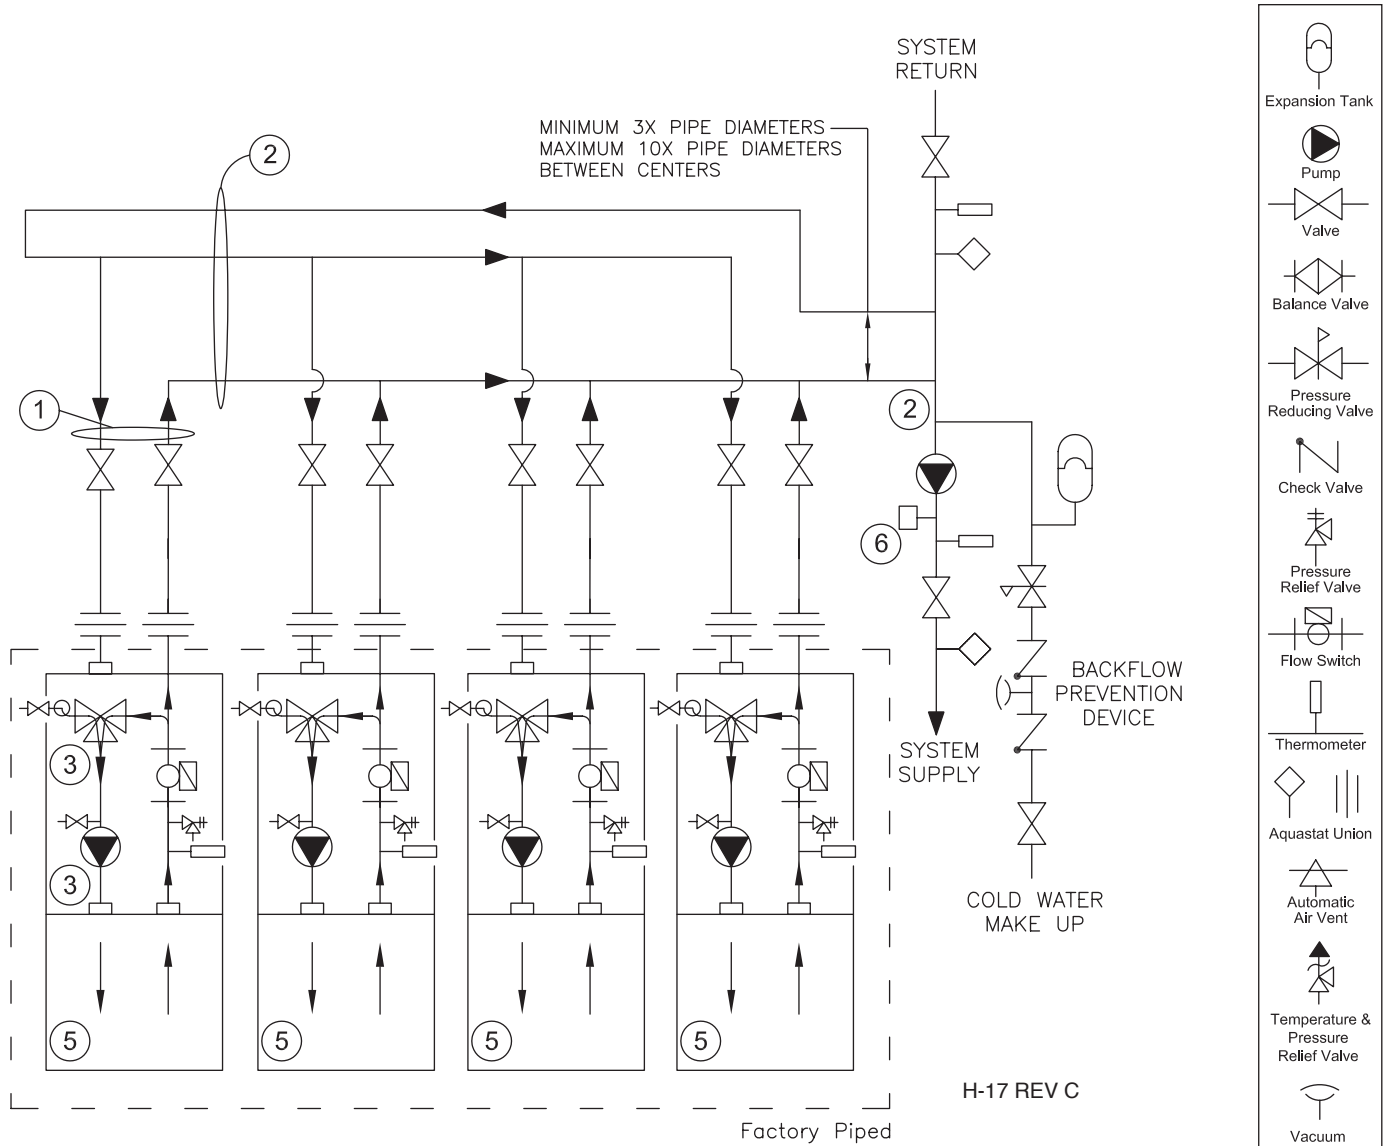 SYSTEM
RETURN
MINIMUM 3X PIPE DIAMETERS
MAXIMUM 10X PIPE DIAMETERS
BETWEEN CENTERS
2
1
2
6
BACKFLOW
PREVENTION
DEVICE
SYSTEM
SUPPLY
3
3
COLD WATER
MAKE UP
5
5
5
5
H-17 REV C
Factory Piped
Expansion Tank
Pump
Valve
Balance Valve
Pressure
Reducing Valve
Check Valve
Pressure
Relief Valve
Flow Switch
Thermometer
Aquastat Union
Automatic
Air Vent
Temperature &
Pressure
Relief Valve
Vacuum